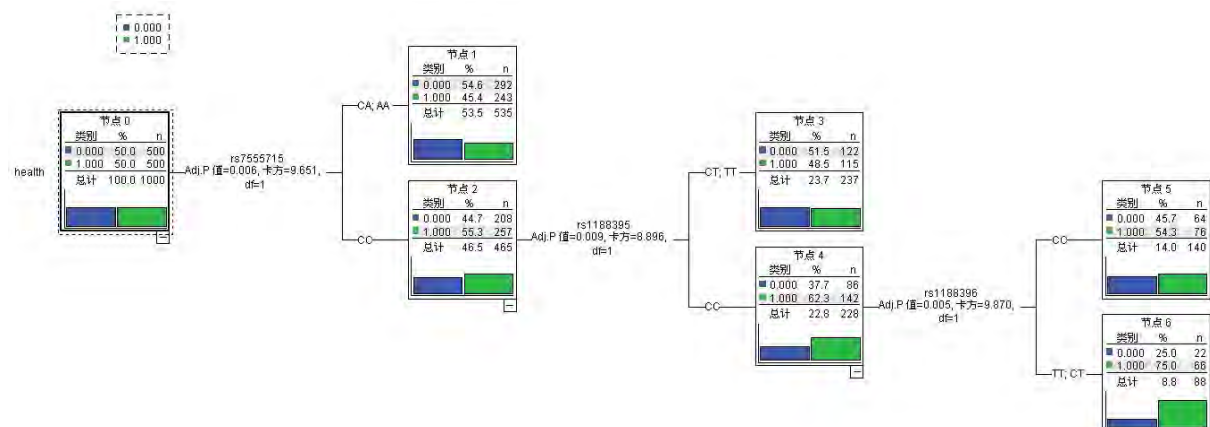 0.000
1.000
health
节点 0
类别 % n
0.000 50.0 500
1.000 50.0 500
总计 100.0 1000
rs7555715
Adj.P 值=0.006, 卡方=9.651,
df=1
CA; AA
节点 1
类别 % n
0.000 54.6 292
1.000 45.4 243
总计 53.5 535
CC
节点 2
类别 % n
0.000 44.7 208
1.000 55.3 257
总计 46.5 465
rs1188395
Adj.P 值=0.009, 卡方=8.896,
df=1
CT; TT
节点 3
类别 % n
0.000 51.5 122
1.000 48.5 115
总计 23.7 237
CC
节点 4
类别 % n
0.000 37.7 86
1.000 62.3 142
总计 22.8 228
rs1188396
Adj.P 值=0.005, 卡方=9.870,
df=1
CC
节点 5
类别 % n
0.000 45.7 64
1.000 54.3 76
总计 14.0 140
TT; CT
节点 6
类别 % n
0.000 25.0 22
1.000 75.0 66
总计 8.8 88